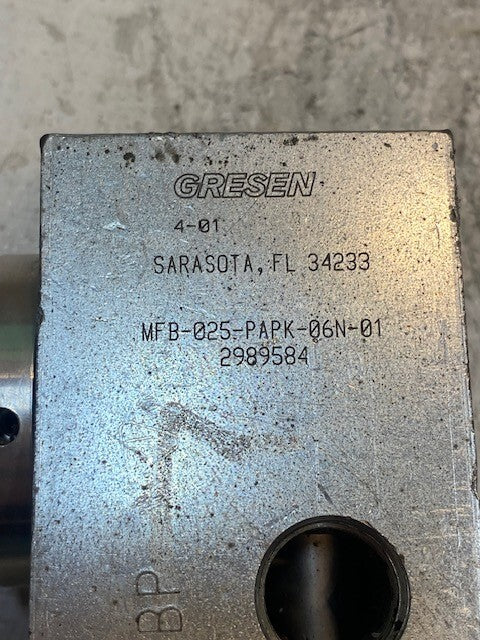 GRESEN
4-01
SARASOTA, FL 34233
MFB-025-PAPK-06N-01
2989584
BP